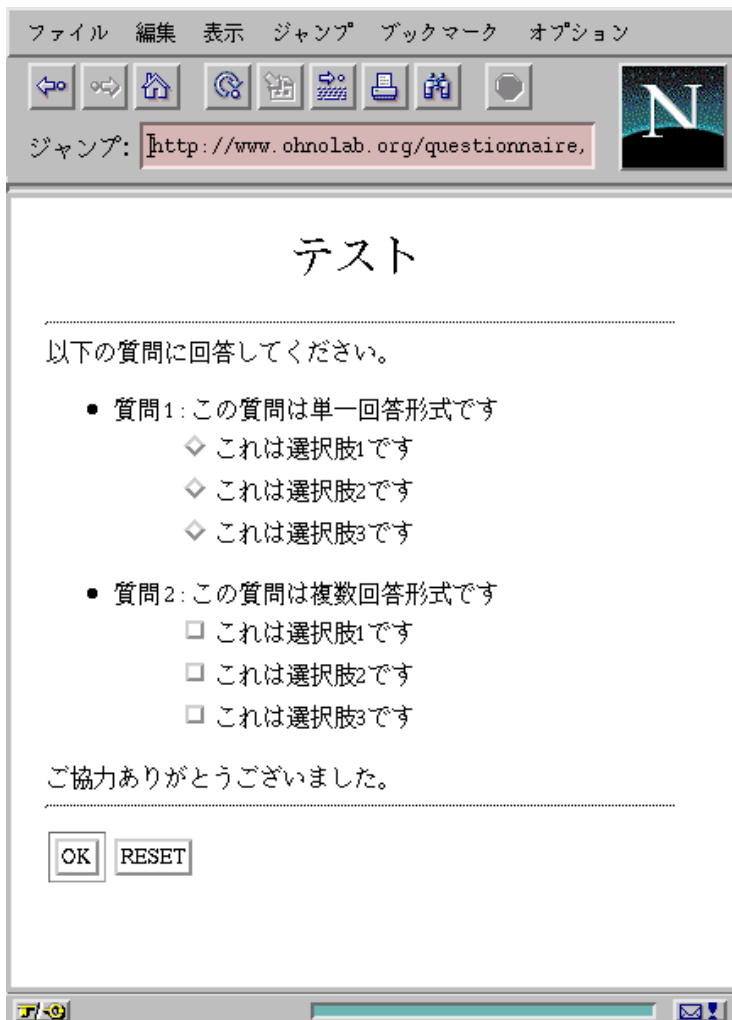 ファイル 編集 表示 ジャンプ ブックマーク オプション
N
ジャンプ: http://www.ohnolab.org/questionnaire,
テスト
以下の質問に回答してください。
● 質問1:この質問は単一回答形式です
これは選択肢1です
これは選択肢2です
これは選択肢3です
● 質問2:この質問は複数回答形式です
これは選択肢1です
これは選択肢2です
これは選択肢3です
ご協力ありがとうございました。
OK RESET